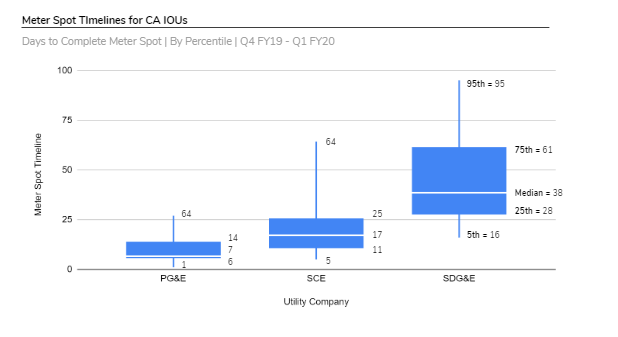 Meter Spot TImelines for CA IOUs
Days to Complete Meter Spot | By Percentile | Q4 FY19 - Q1 FY20
Meter Spot Timeline
100
75
50
25
0
64
14
7
6
1
64
25
17
11
5
95th = 95
75th = 61
Median = 38
25th = 28
5th = 16
PG&E
SCE
SDG&E
Utility Company